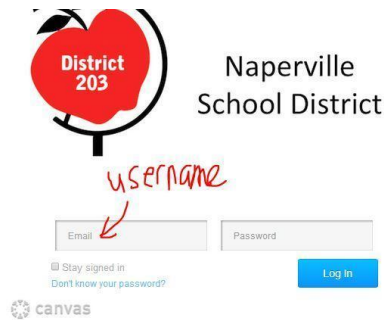 District
203
Naperville
School District
username
Email
Password
Stay signed in
Don't know your password?
Log In
canvas